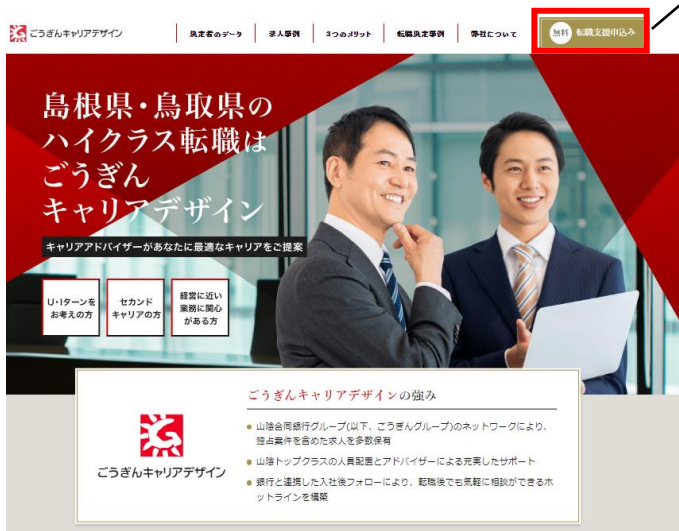 ごうぎんキャリアデザイン
決定者のデータ
求人事例
3つのメリット
転職決定事例
弊社について
無料 転職支援申込み
島根県・鳥取県の
ハイクラス転職は
ごうぎん
キャリアデザイン
キャリアアドバイザーがあなたに最適なキャリアをご提案
U・Iターンを
お考えの方
セカンド
キャリアの方
経営に近い
業務に関心
がある方
ごうぎんキャリアデザイン
ごうぎんキャリアデザインの強み
山陰合同銀行グループ(以下、ごうぎんグループ)のネットワークにより、
独占案件を含めた求人を多数保有
山陰トップクラスの人員配置とアドバイザーによる充実したサポート
銀行と連携した入社後フォローにより、転職後でも気軽に相談ができるホ
ットラインを構築